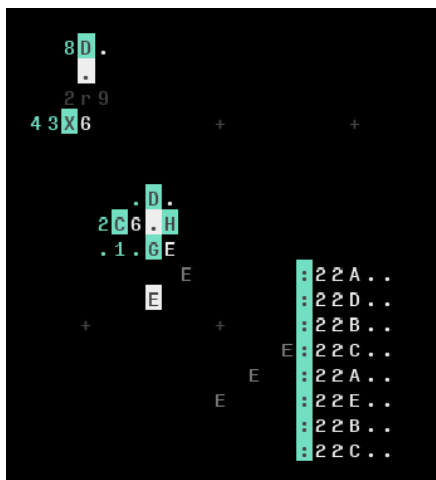 8D.
.
2r9
43X6 + +
.D.
2C6.H
.1.GE
E :22A..
E :22D..
+ + :22B..
E:22C..
E :22A..
E :22E..
:22B..
:22C..